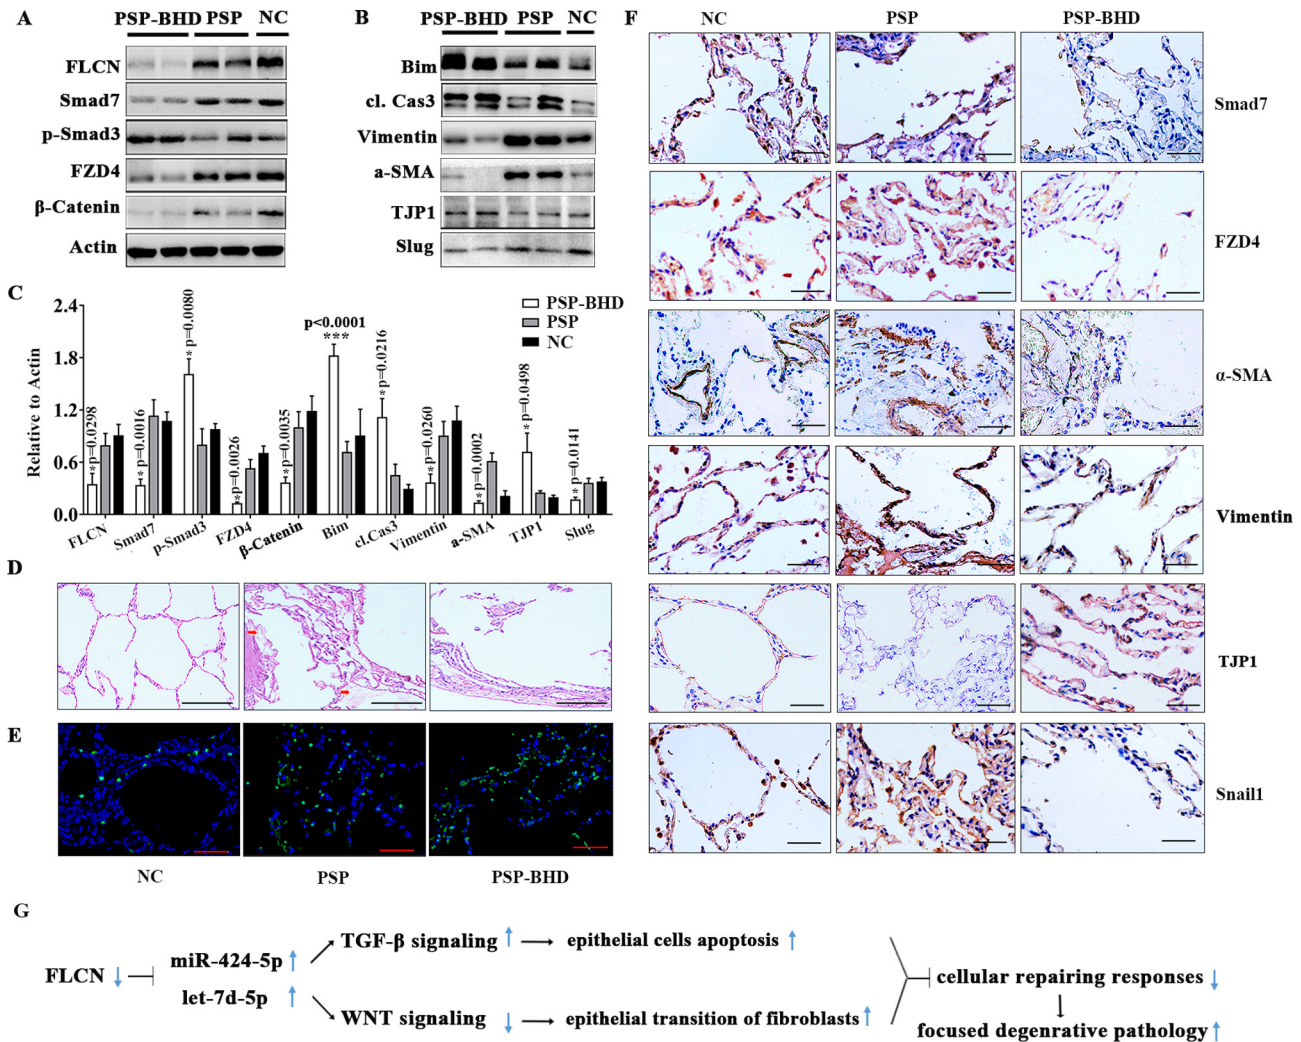 A
PSP-BHD PSP NC
FLCN
Smad7
p-Smad3
FZD4
β-Catenin
Actin
B
PSP-BHD PSP NC
Bim
cl. Cas3
Vimentin
a-SMA
TJP1
Slug
C
Relative to Actin
2.4
1.8
1.2
0.6
0.0
PSP-BHD
PSP
NC
* p=0.0298
* p=0.0016
* p=0.0080
* p=0.0026
* p=0.0035
p<0.0001
***
* p=0.0216
* p=0.0260
* p=0.0002
* p=0.0498
* p=0.0141
FLCN
Smad7
p-Smad3
FZD4
β-Catenin
Bim
cl.Cas3
Vimentin
a-SMA
TJP1
Slug
D
E
NC PSP PSP-BHD
F
NC PSP PSP-BHD
Smad7
FZD4
α-SMA
Vimentin
TJP1
Snail1
G
FLCN
miR-424-5p
let-7d-5p
TGF-β signaling
epithelial cells apoptosis
WNT signaling
epithelial transition of fibroblasts
cellular repairing responses
focused degenrative pathology